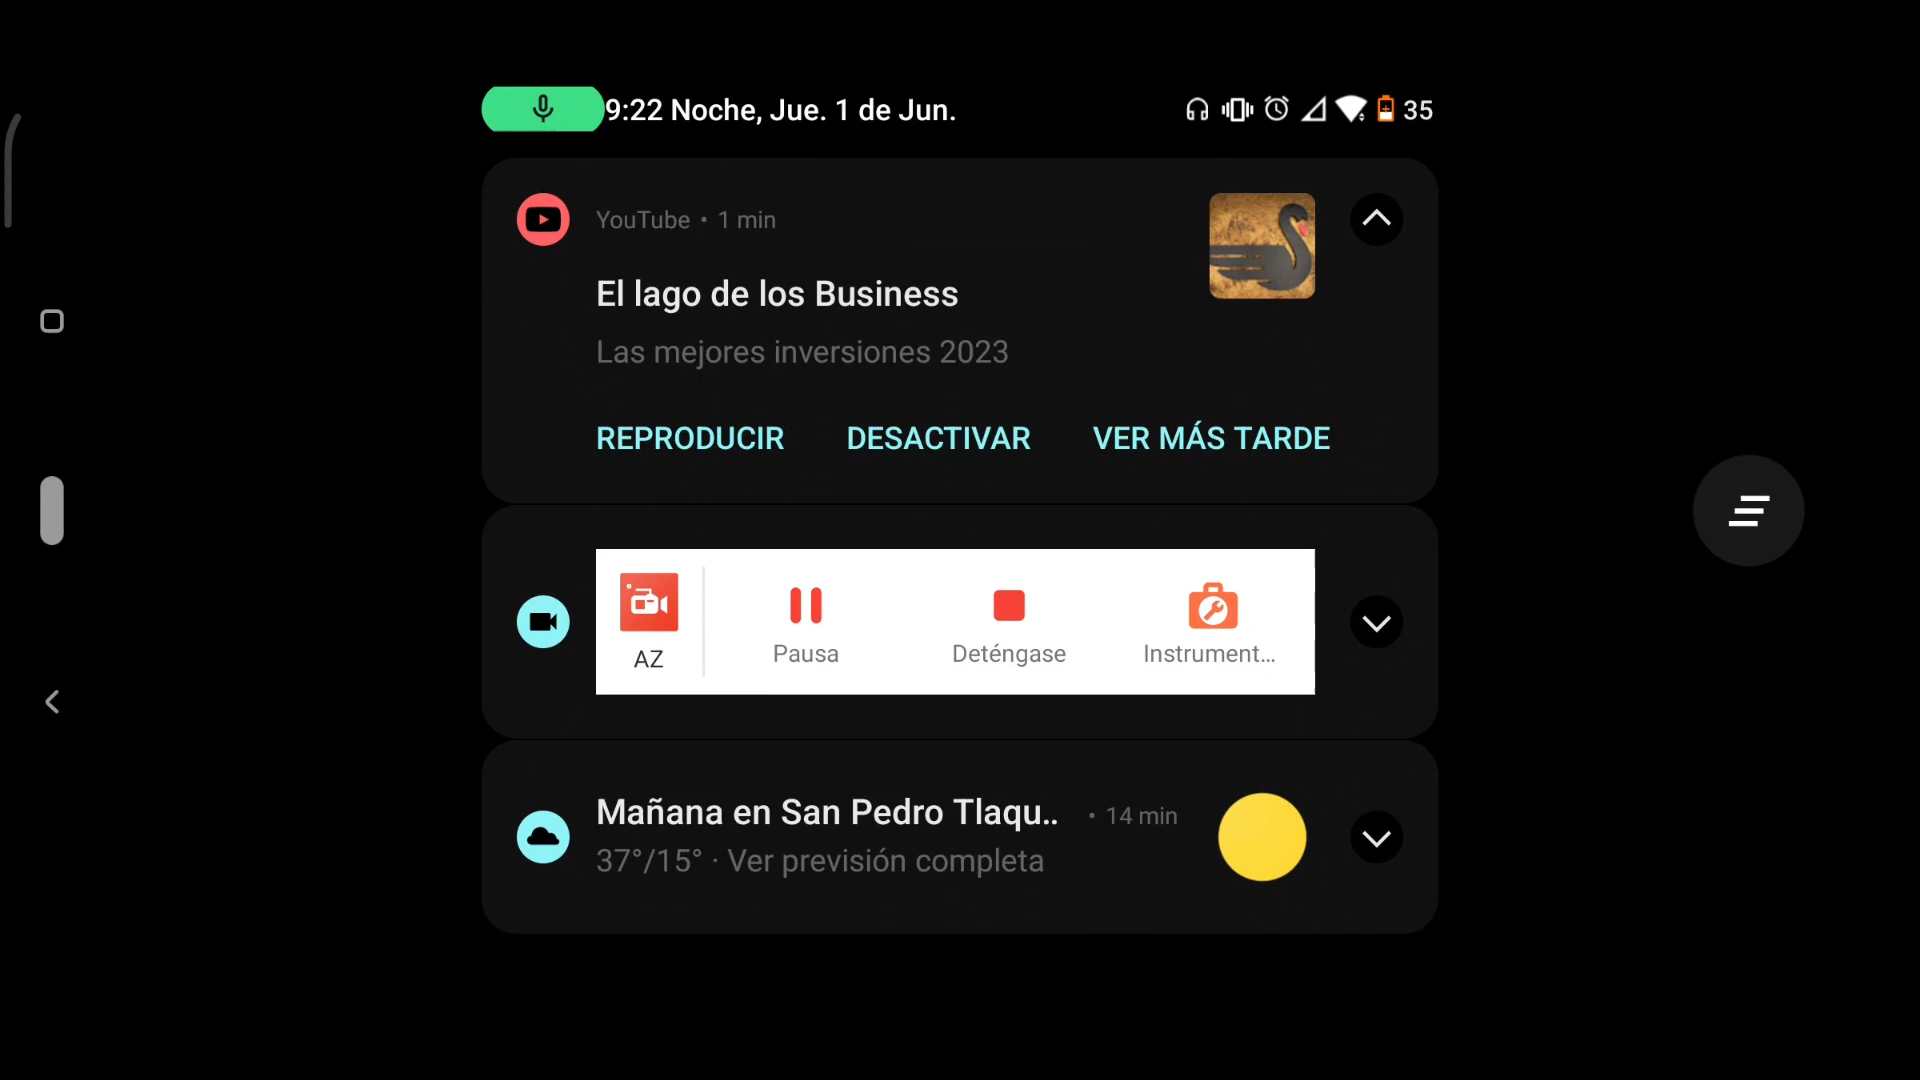 9:22 Noche, Jue. 1 de Jun.
35
YouTube • 1 min
El lago de los Business
Las mejores inversiones 2023
REPRODUCIR DESACTIVAR VER MÁS TARDE
AZ
Pausa
Deténgase
Instrument...
Mañana en San Pedro Tlaqu.. • 14 min
37°/15° · Ver previsión completa